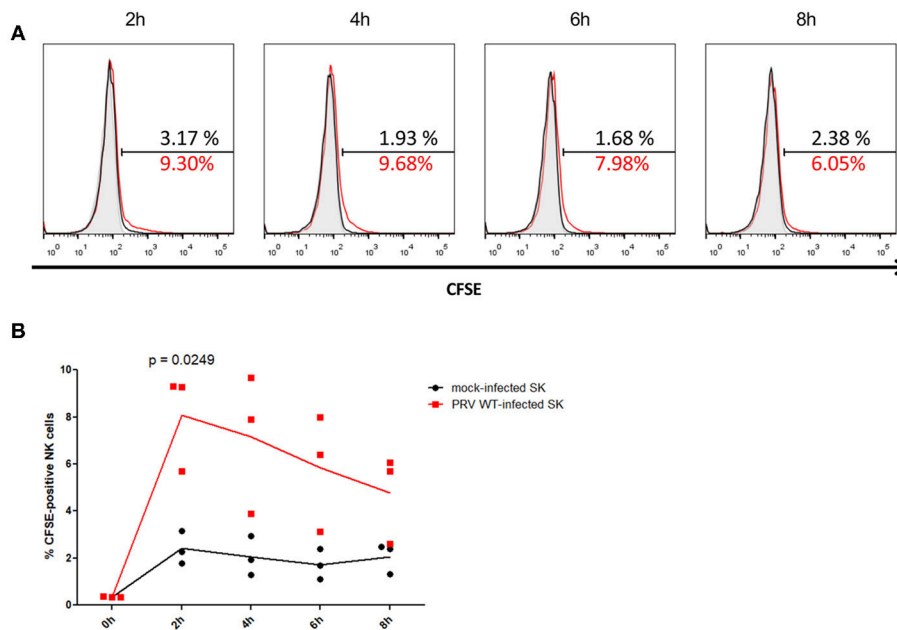 A
2h
4h
6h
8h
3.17 %
9.30%
1.93 %
9.68%
1.68 %
7.98%
2.38 %
6.05%
10^0 10^1 10^2 10^3 10^4 10^5
10^0 10^1 10^2 10^3 10^4 10^5
10^0 10^1 10^2 10^3 10^4 10^5
10^0 10^1 10^2 10^3 10^4 10^5
CFSE
B
p = 0.0249
% CFSE-positive NK cells
10
8
6
4
2
0
0h
2h
4h
6h
8h
mock-infected SK
PRV WT-infected SK